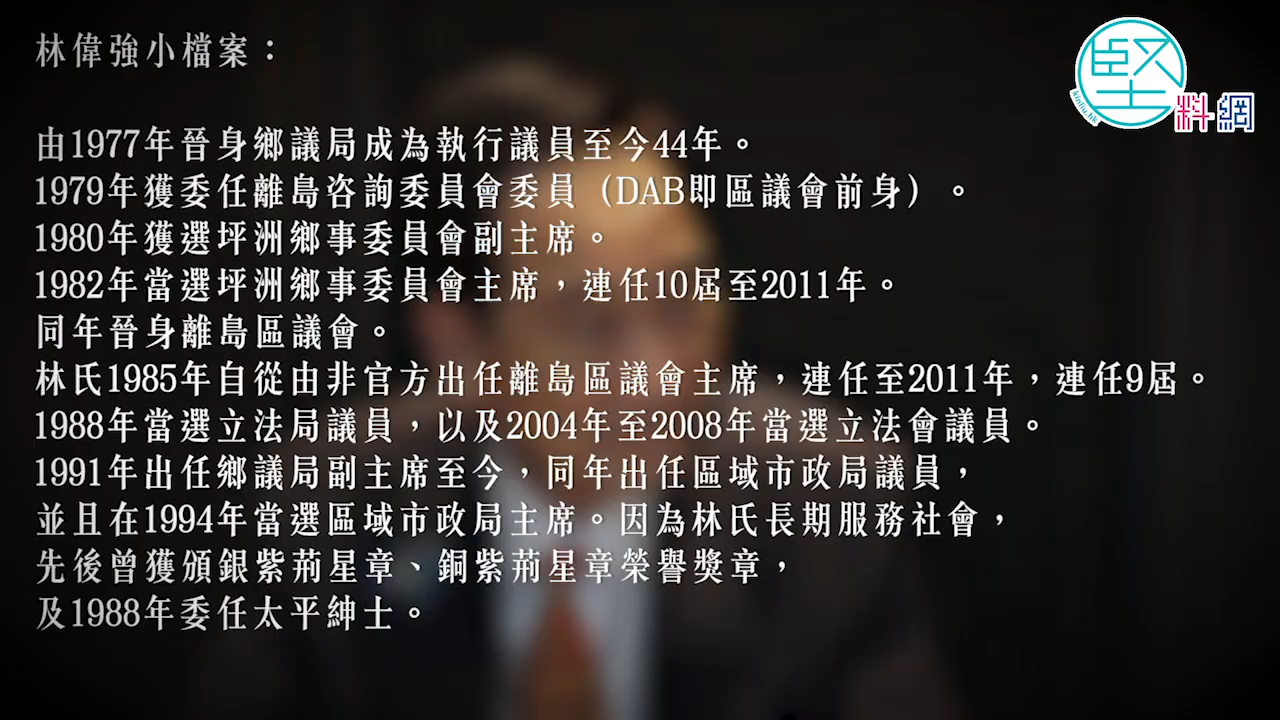 林偉強小檔案：
堅
kinliu.hk
料網
由1977年晉身鄉議局成為執行議員至今44年。
1979年獲委任離島咨詢委員會委員（DAB即區議會前身）。
1980年獲選坪洲鄉事委員會副主席。
1982年當選坪洲鄉事委員會主席，連任10屆至2011年。
同年晉身離島區議會。
林氏1985年自從由非官方出任離島區議會主席，連任至2011年，連任9屆。
1988年當選立法局議員，以及2004年至2008年當選立法會議員。
1991年出任鄉議局副主席至今，同年出任區域市政局議員，
並且在1994年當選區域市政局主席。因為林氏長期服務社會，
先後曾獲頒銀紫荊星章、銅紫荊星章榮譽獎章，
及1988年委任太平紳士。